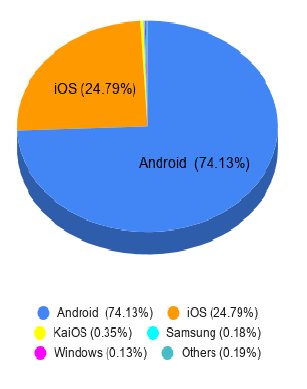 iOS (24.79%)
Android (74.13%)
Android (74.13%) iOS (24.79%)
KaiOS (0.35%) Samsung (0.18%)
Windows (0.13%) Others (0.19%)